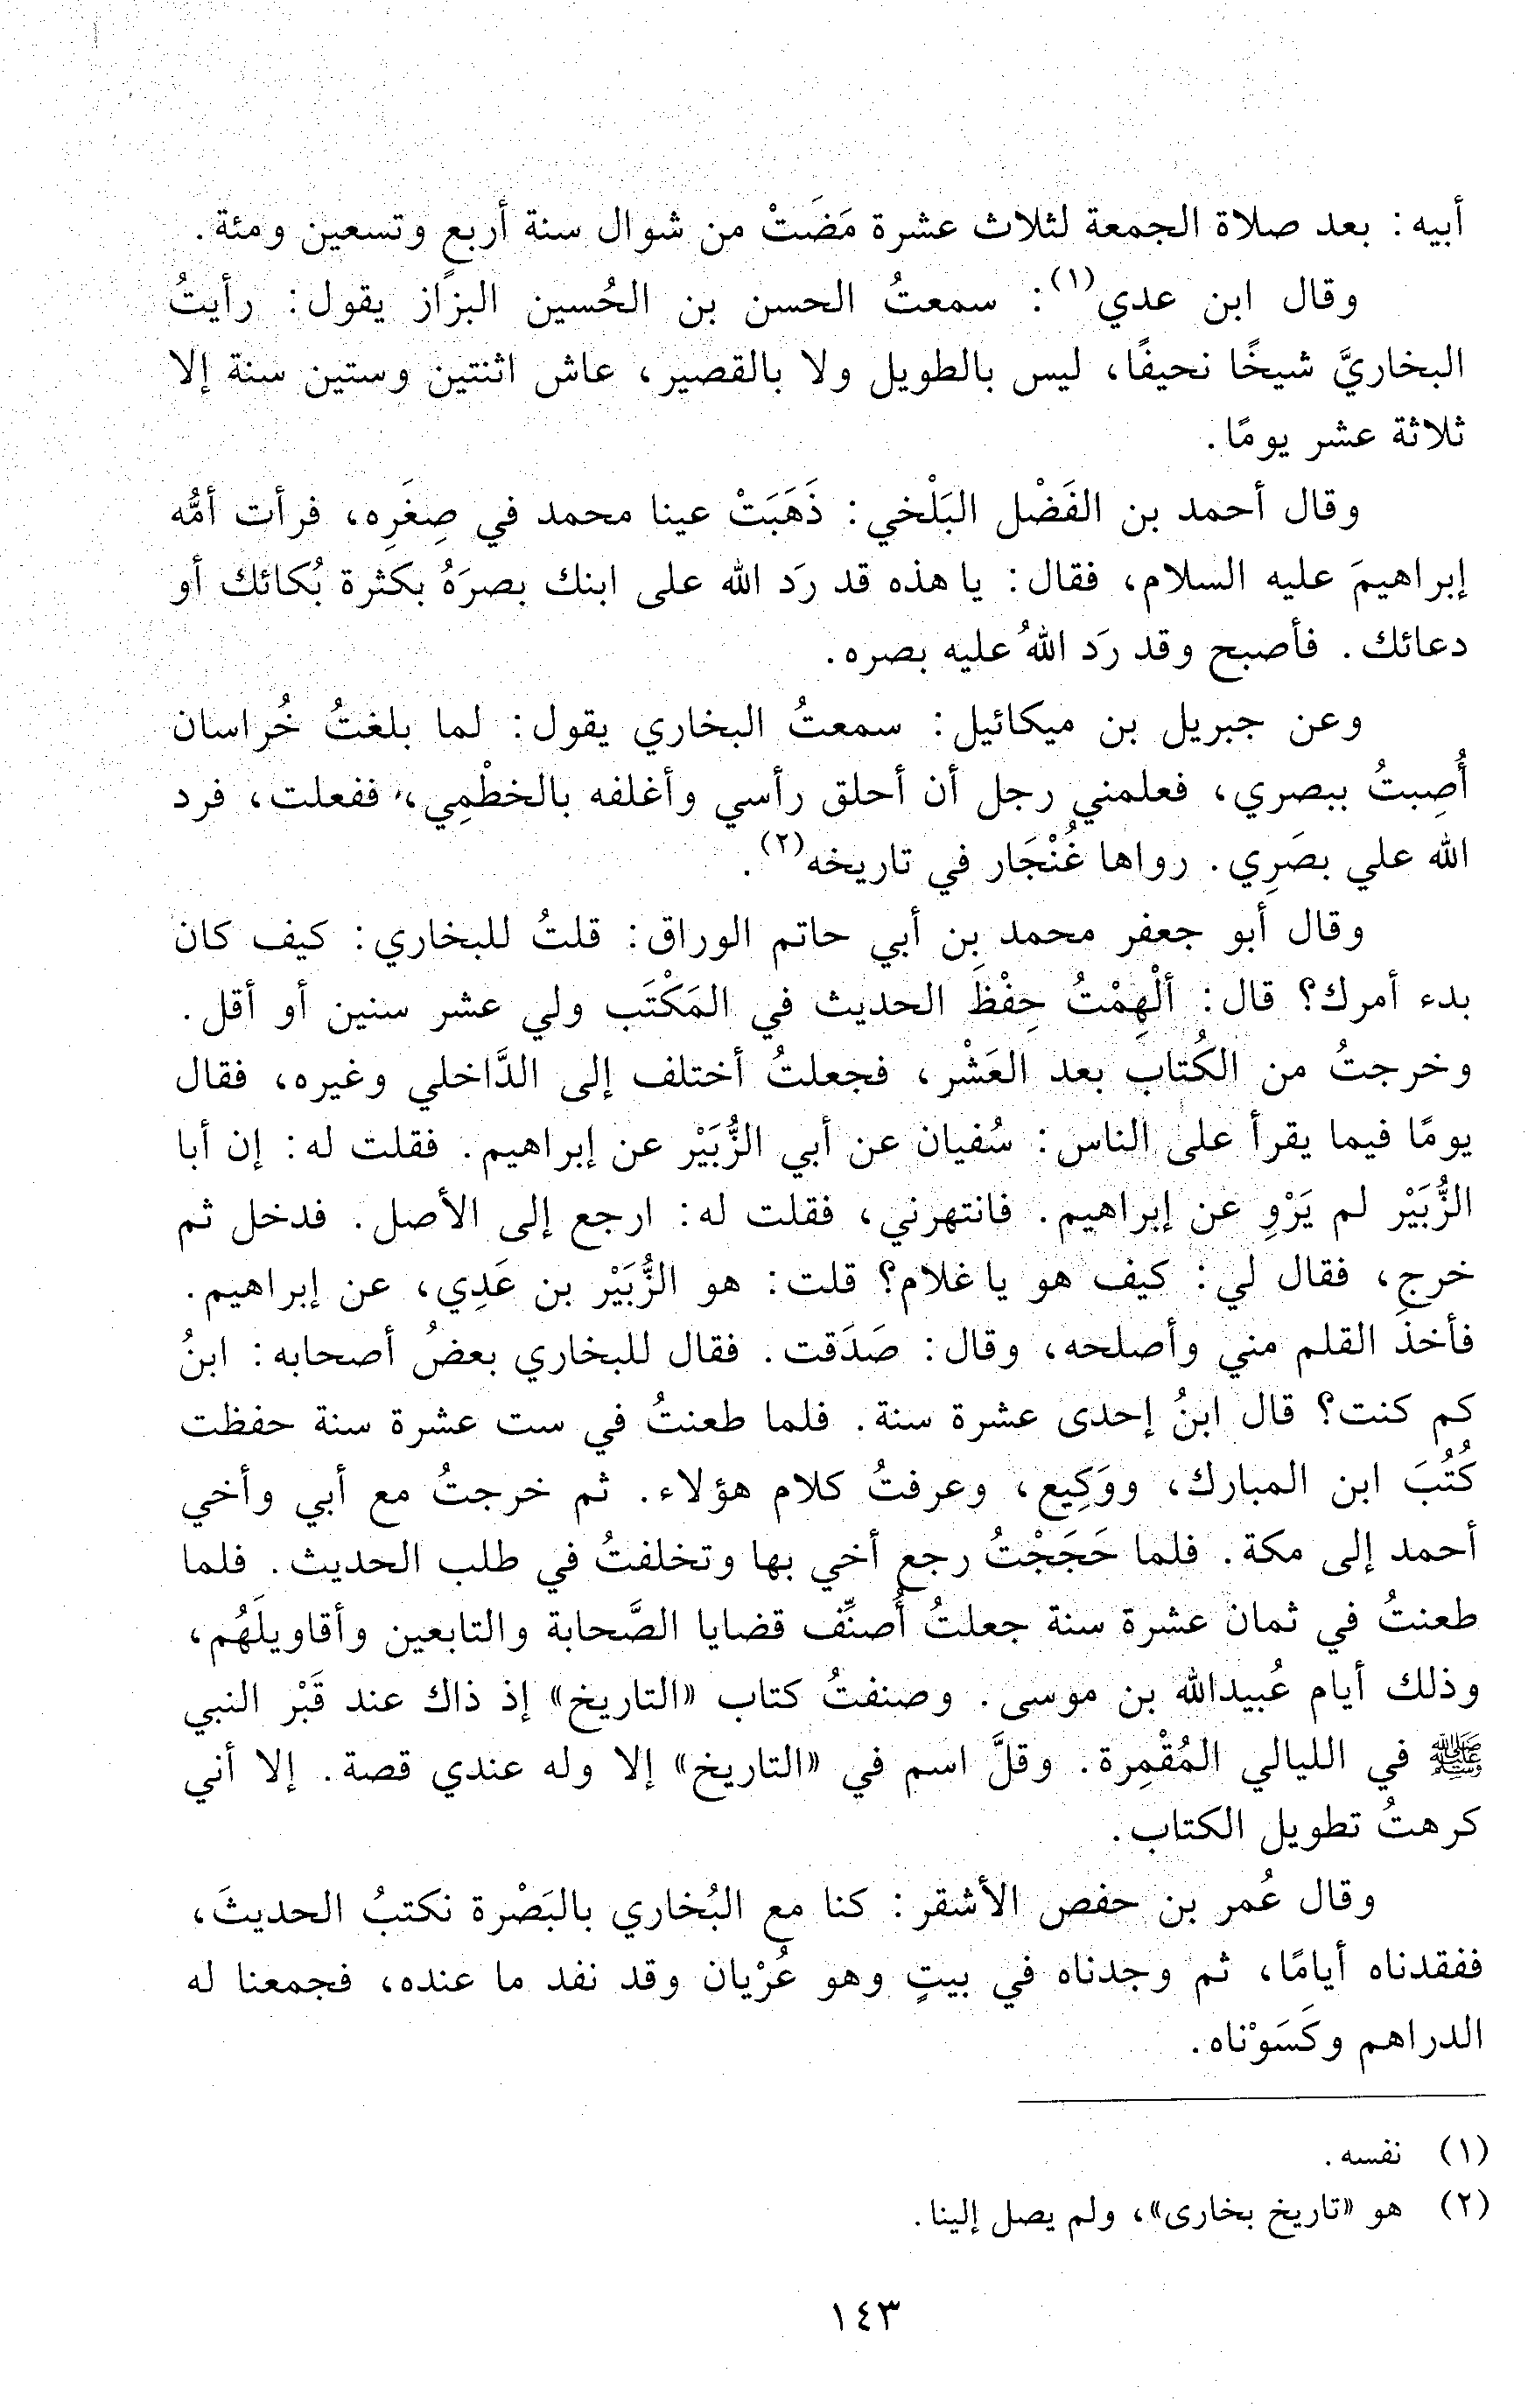 أبيه: بعد صلاة الجمعة لثلاث عشرة مَضَتْ من شوال سنة أربعٍ وتسعين ومئة.
وقال ابن عدي(١): سمعتُ الحسن بن الحُسين البزاز يقول: رأيتُ
البخاريَّ شيخًا نحيفًا، ليس بالطويل ولا بالقصير، عاش اثنتين وستين سنة إلا
ثلاثة عشر يومًا.
وقال أحمد بن الفَضْل البَلْخي: ذَهَبَتْ عينا محمد في صِغَرِه، فرأت أمُّه
إبراهيمَ عليه السلام، فقال: يا هذه قد رَد الله على ابنك بصرَهُ بكثرة بُكائك أو
دعائك. فأصبح وقد رَد اللهُ عليه بصره.
وعن جبريل بن ميكائيل: سمعتُ البخاري يقول: لما بلغتُ خُراسان
أُصِبتُ ببصري، فعلمني رجل أن أحلق رأسي وأغلفه بالخطْمِي، ففعلت، فرد
الله علي بصَرِي. رواها غُنْجَار في تاريخه(٢).
وقال أبو جعفر محمد بن أبي حاتم الوراق: قلتُ للبخاري: كيف كان
بدء أمرك؟ قال: ألْهِمْتُ حِفْظَ الحديث في المَكْتَب ولي عشر سنين أو أقل.
وخرجتُ من الكُتاب بعد العَشْر، فجعلتُ أختلف إلى الدَّاخلي وغيره، فقال
يومًا فيما يقرأ على الناس: سُفيان عن أبي الزُّبَيْر عن إبراهيم. فقلت له: إن أبا
الزُّبَيْر لم يَرْوِ عن إبراهيم. فانتهرني، فقلت له: ارجع إلى الأصل. فدخل ثم
خرج، فقال لي: كيف هو يا غلام؟ قلت: هو الزُّبَيْر بن عَدِي، عن إبراهيم.
فأخذ القلم مني وأصلحه، وقال: صَدَقت. فقال للبخاري بعضُ أصحابه: ابنُ
كم كنت؟ قال ابنُ إحدى عشرة سنة. فلما طعنتُ في ست عشرة سنة حفظت
كُتُبَ ابن المبارك، ووَكِيع، وعرفتُ كلام هؤلاء. ثم خرجتُ مع أبي وأخي
أحمد إلى مكة. فلما حَجَجْتُ رجع أخي بها وتخلفتُ في طلب الحديث. فلما
طعنتُ في ثمان عشرة سنة جعلتُ أُصنِّف قضايا الصَّحابة والتابعين وأقاويلَهُم،
وذلك أيام عُبيدالله بن موسى. وصنفتُ كتاب «التاريخ» إذ ذاك عند قَبْر النبي
ﷺ في الليالي المُقْمِرة. وقلَّ اسم في «التاريخ» إلا وله عندي قصة. إلا أني
كرهتُ تطويل الكتاب.
وقال عُمر بن حفص الأشقر: كنا مع البُخاري بالبَصْرة نكتبُ الحديثَ،
ففقدناه أيامًا، ثم وجدناه في بيتٍ وهو عُرْيان وقد نفد ما عنده، فجمعنا له
الدراهم وكَسَوْناه.
(١) نفسه.
(٢) هو «تاريخ بخارى»، ولم يصل إلينا.
١٤٣